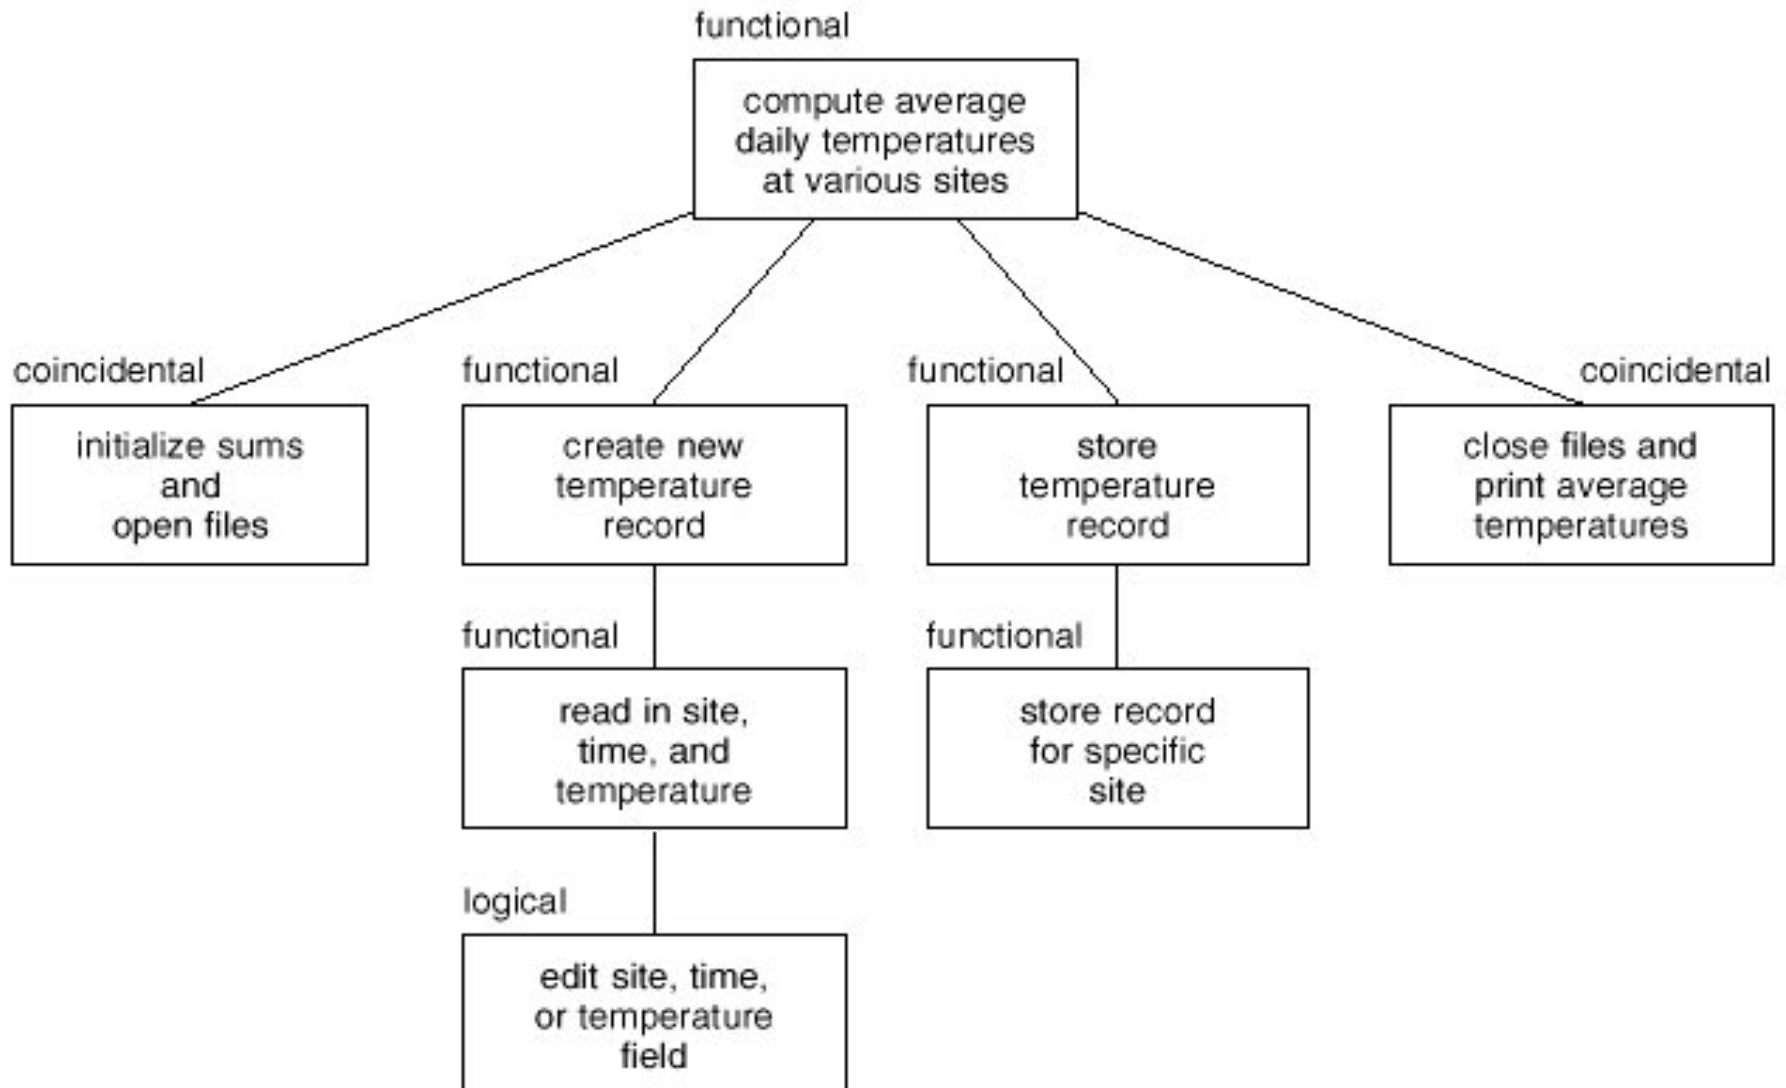 functional
compute average
daily temperatures
at various sites
coincidental
initialize sums
and
open files
functional
create new
temperature
record
functional
store
temperature
record
coincidental
close files and
print average
temperatures
functional
read in site,
time, and
temperature
functional
store record
for specific
site
logical
edit site, time,
or temperature
field